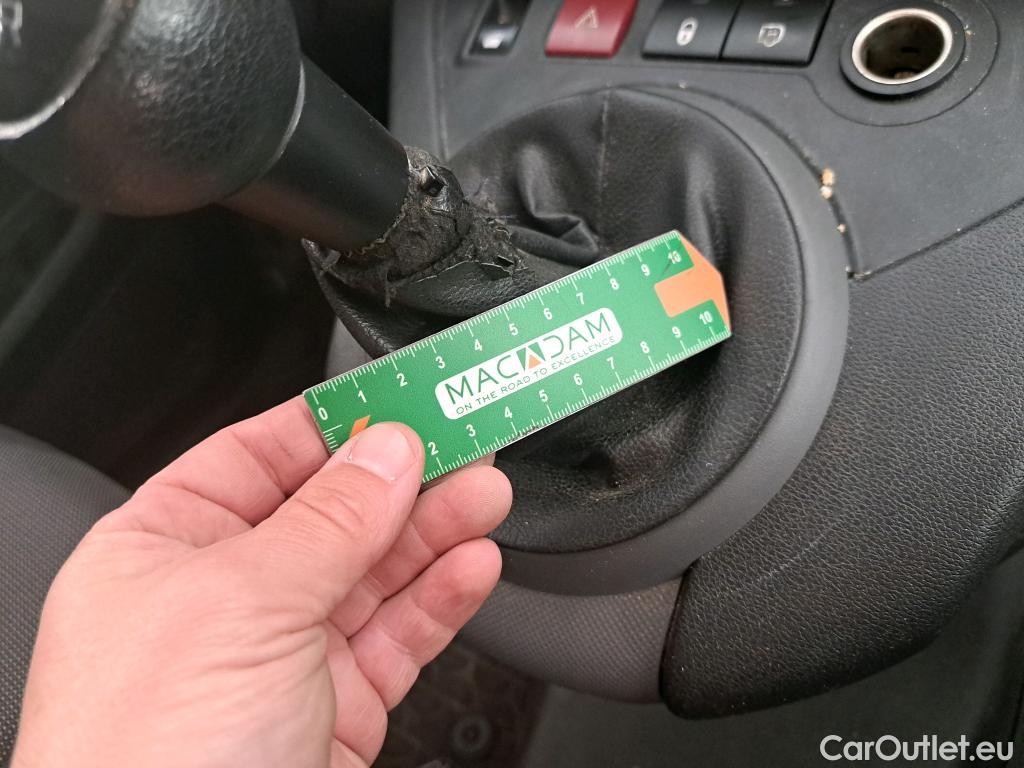 R
0 1 2 3 4 5 6 7 8 9 10
MACADAM
ON THE ROAD TO EXCELLENCE
2 3 4 5 6 7 8 9 10
CarOutlet.eu